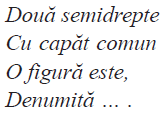 Două semidrepte
Cu capăt comun
O figură este,
Denumită ... .